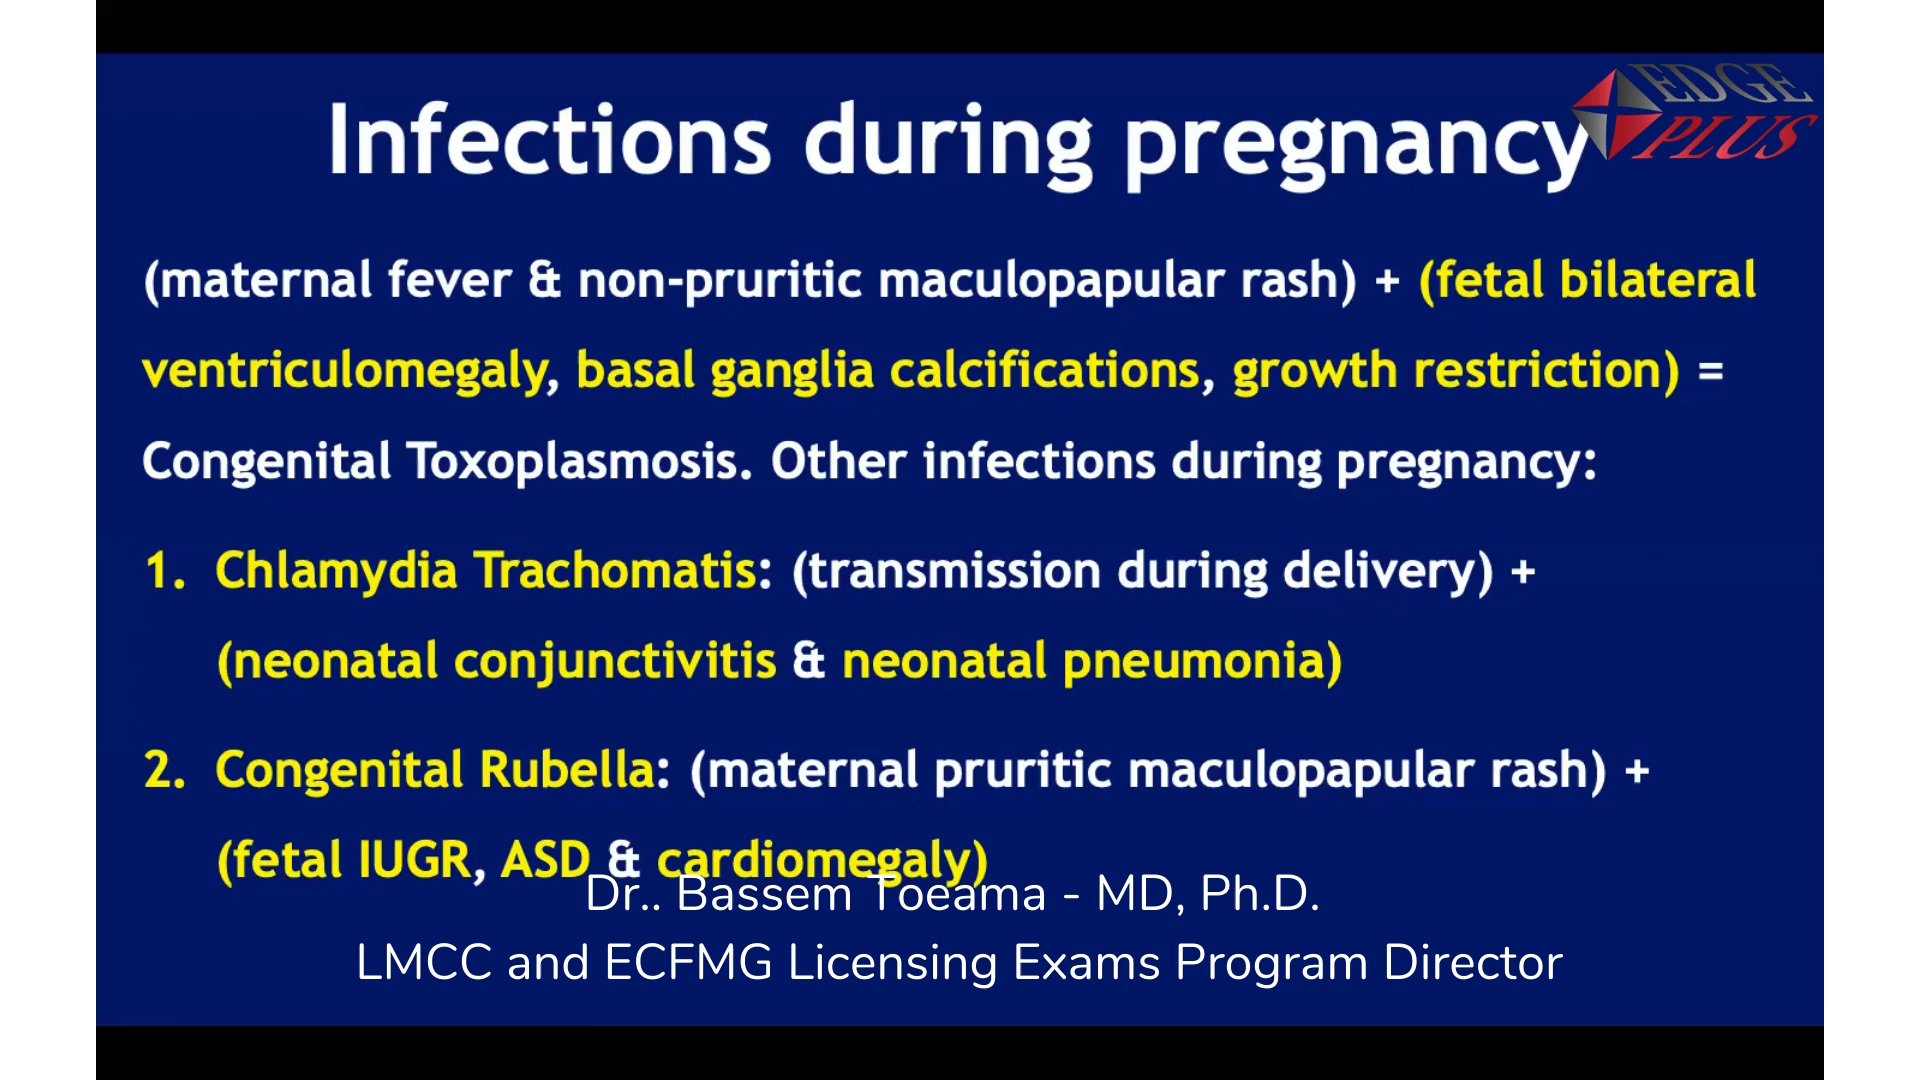 EDGE
PLUS
Infections during pregnancy
(maternal fever & non-pruritic maculopapular rash) + (fetal bilateral
ventriculomegaly, basal ganglia calcifications, growth restriction) =
Congenital Toxoplasmosis. Other infections during pregnancy:
1. Chlamydia Trachomatis: (transmission during delivery) +
(neonatal conjunctivitis & neonatal pneumonia)
2. Congenital Rubella: (maternal pruritic maculopapular rash) +
(fetal IUGR, ASD & cardiomegaly)
Dr.. Bassem Toeama - MD, Ph.D.
LMCC and ECFMG Licensing Exams Program Director